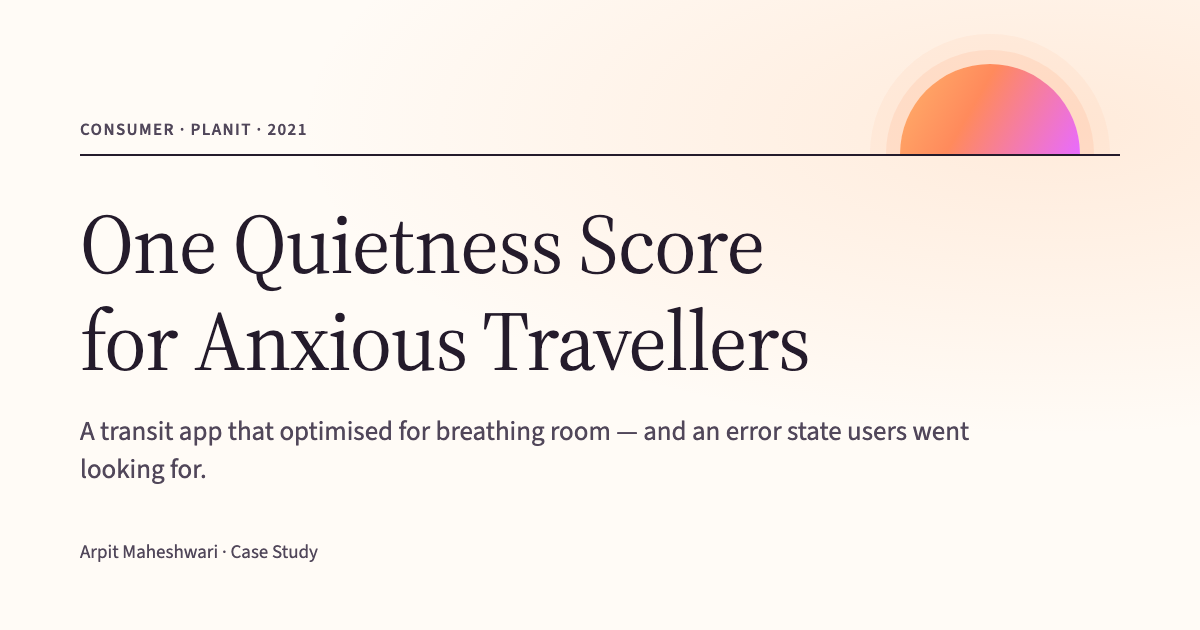 CONSUMER · PLANIT · 2021
One Quietness Score
for Anxious Travellers
A transit app that optimised for breathing room — and an error state users went
looking for.
Arpit Maheshwari · Case Study